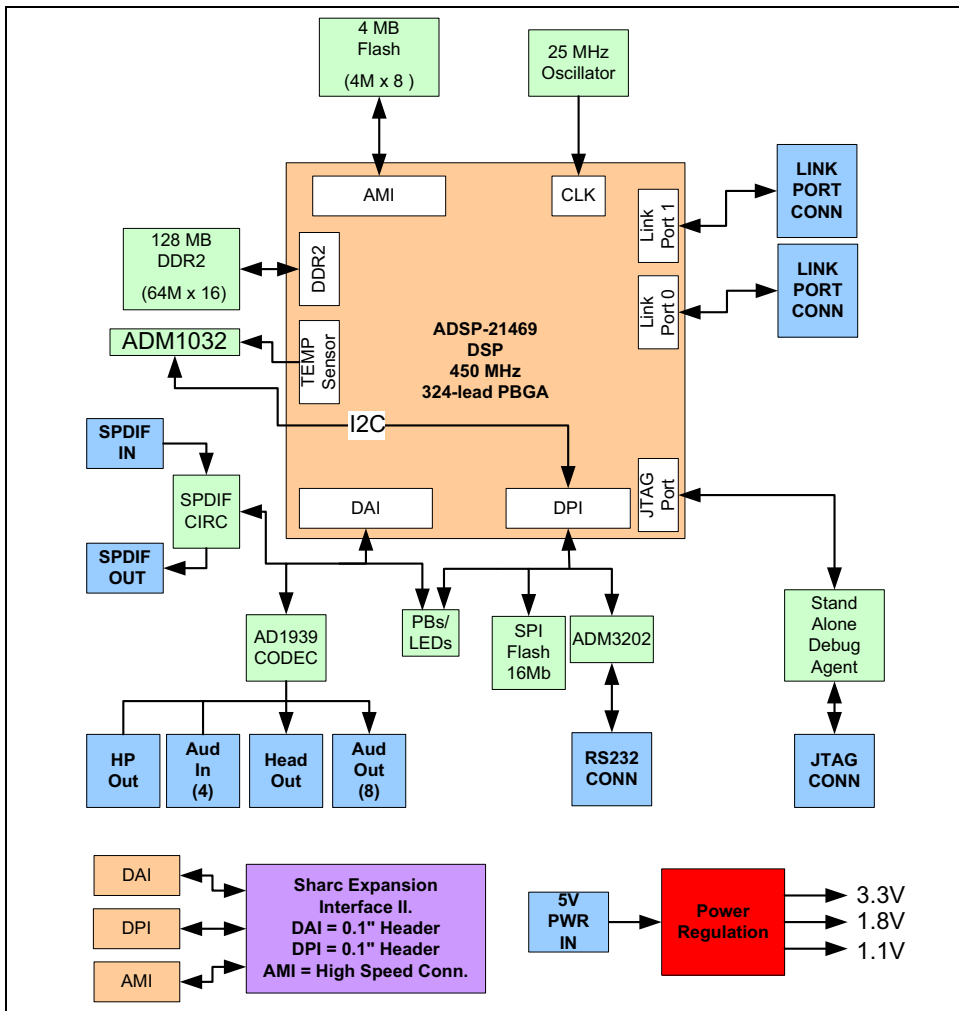 4 MB
Flash
(4M x 8 )
25 MHz
Oscillator
AMI
CLK
Link
Port 1
LINK
PORT
CONN
128 MB
DDR2
(64M x 16)
DDR2
Link
Port 0
LINK
PORT
CONN
ADM1032
TEMP
Sensor
ADSP-21469
DSP
450 MHz
324-lead PBGA
I2C
SPDIF
IN
SPDIF
CIRC
SPDIF
OUT
DAI
DPI
JTAG
Port
AD1939
CODEC
PBs/
LEDs
SPI
Flash
16Mb
ADM3202
Stand
Alone
Debug
Agent
HP
Out
Aud
In
(4)
Head
Out
Aud
Out
(8)
RS232
CONN
JTAG
CONN
DAI
DPI
AMI
Sharc Expansion
Interface II.
DAI = 0.1" Header
DPI = 0.1" Header
AMI = High Speed Conn.
5V
PWR
IN
Power
Regulation
3.3V
1.8V
1.1V